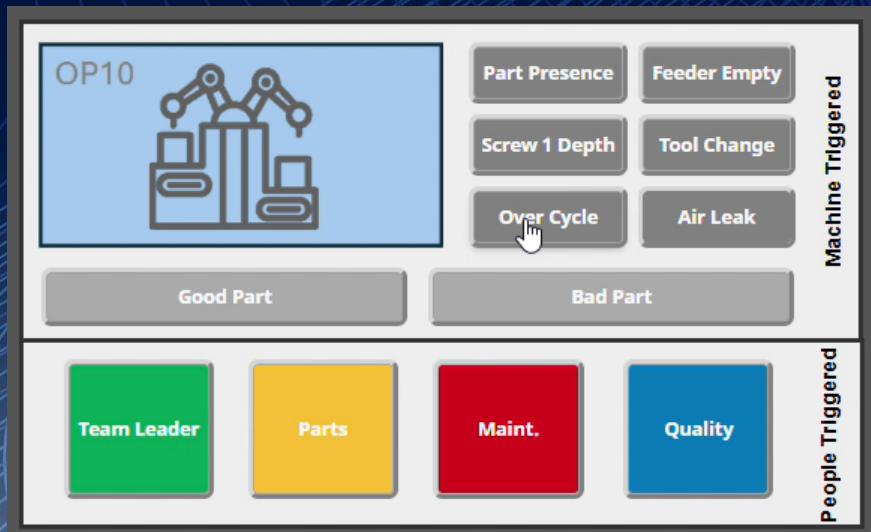 OP10
Part Presence
Feeder Empty
Screw 1 Depth
Tool Change
Over Cycle
Air Leak
Machine Triggered
Good Part
Bad Part
Team Leader
Parts
Maint.
Quality
People Triggered